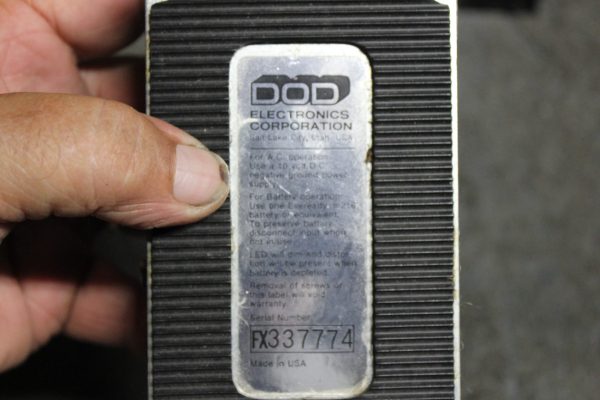 DOD
ELECTRONICS
CORPORATION
Salt Lake City, Utah, USA
For A.C. operation
Use a 10 volt D.C.
negative ground power
supply.
For Battery operation
Use one Eveready #216
battery or equivalent.
To preserve battery
disconnect input when
not in use.
LED will dim and distor-
tion will be present when
battery is depleted.
Removal of screws or
this label will void
warranty.
Serial Number
FX337774
Made in USA